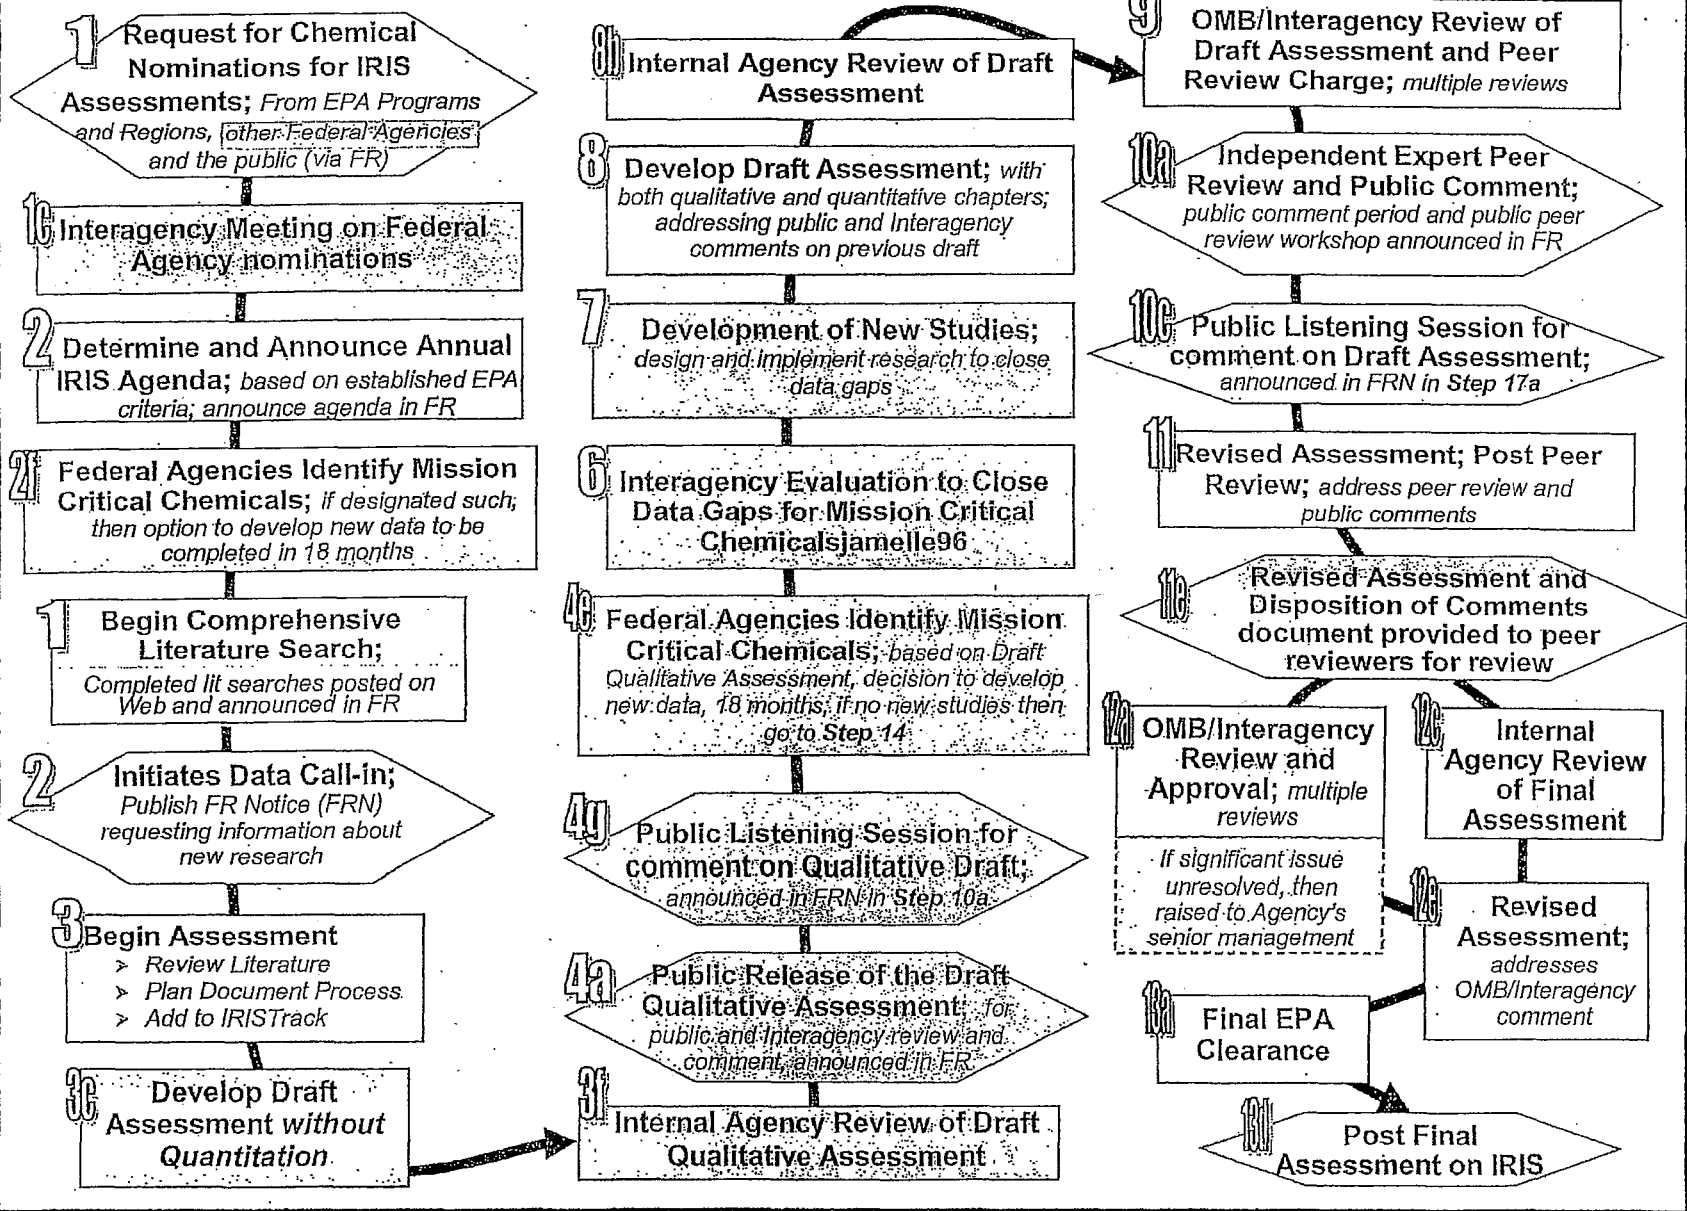 1
Request for Chemical
Nominations for IRIS
Assessments; From EPA Programs
and Regions, other Federal Agencies
and the public (via FR)
1c
Interagency Meeting on Federal
Agency nominations
2
Determine and Announce Annual
IRIS Agenda; based on established EPA
criteria; announce agenda in FR
2f
Federal Agencies Identify Mission
Critical Chemicals; if designated such,
then option to develop new data to be
completed in 18 months
1
Begin Comprehensive
Literature Search;
Completed lit searches posted on
Web and announced in FR
2
Initiates Data Call-in;
Publish FR Notice (FRN)
requesting information about
new research
3
Begin Assessment
➢ Review Literature
➢ Plan Document Process
➢ Add to IRISTrack
3c
Develop Draft
Assessment without
Quantitation
8h
Internal Agency Review of Draft
Assessment
8
Develop Draft Assessment; with
both qualitative and quantitative chapters;
addressing public and Interagency
comments on previous draft
7
Development of New Studies;
design and Implement research to close
data gaps
6
Interagency Evaluation to Close
Data Gaps for Mission Critical
Chemicalsjamelle96
4e
Federal Agencies Identify Mission
Critical Chemicals; based on Draft
Qualitative Assessment, decision to develop
new data, 18 months, if no new studies then
go to Step 14
4g
Public Listening Session for
comment on Qualitative Draft;
announced in FRN in Step 10a
4a
Public Release of the Draft
Qualitative Assessment; for
public and Interagency review and
comment, announced in FR
3f
Internal Agency Review of Draft
Qualitative Assessment
9
OMB/Interagency Review of
Draft Assessment and Peer
Review Charge; multiple reviews
10a
Independent Expert Peer
Review and Public Comment;
public comment period and public peer
review workshop announced in FR
10e
Public Listening Session for
comment on Draft Assessment;
announced in FRN in Step 17a
11
Revised Assessment; Post Peer
Review; address peer review and
public comments
11e
Revised Assessment and
Disposition of Comments
document provided to peer
reviewers for review
12a
OMB/Interagency
Review and
Approval; multiple
reviews
If significant issue
unresolved, then
raised to Agency's
senior management
12c
Internal
Agency Review
of Final
Assessment
12e
Revised
Assessment;
addresses
OMB/Interagency
comment
13a
Final EPA
Clearance
Post Final
Assessment on IRIS